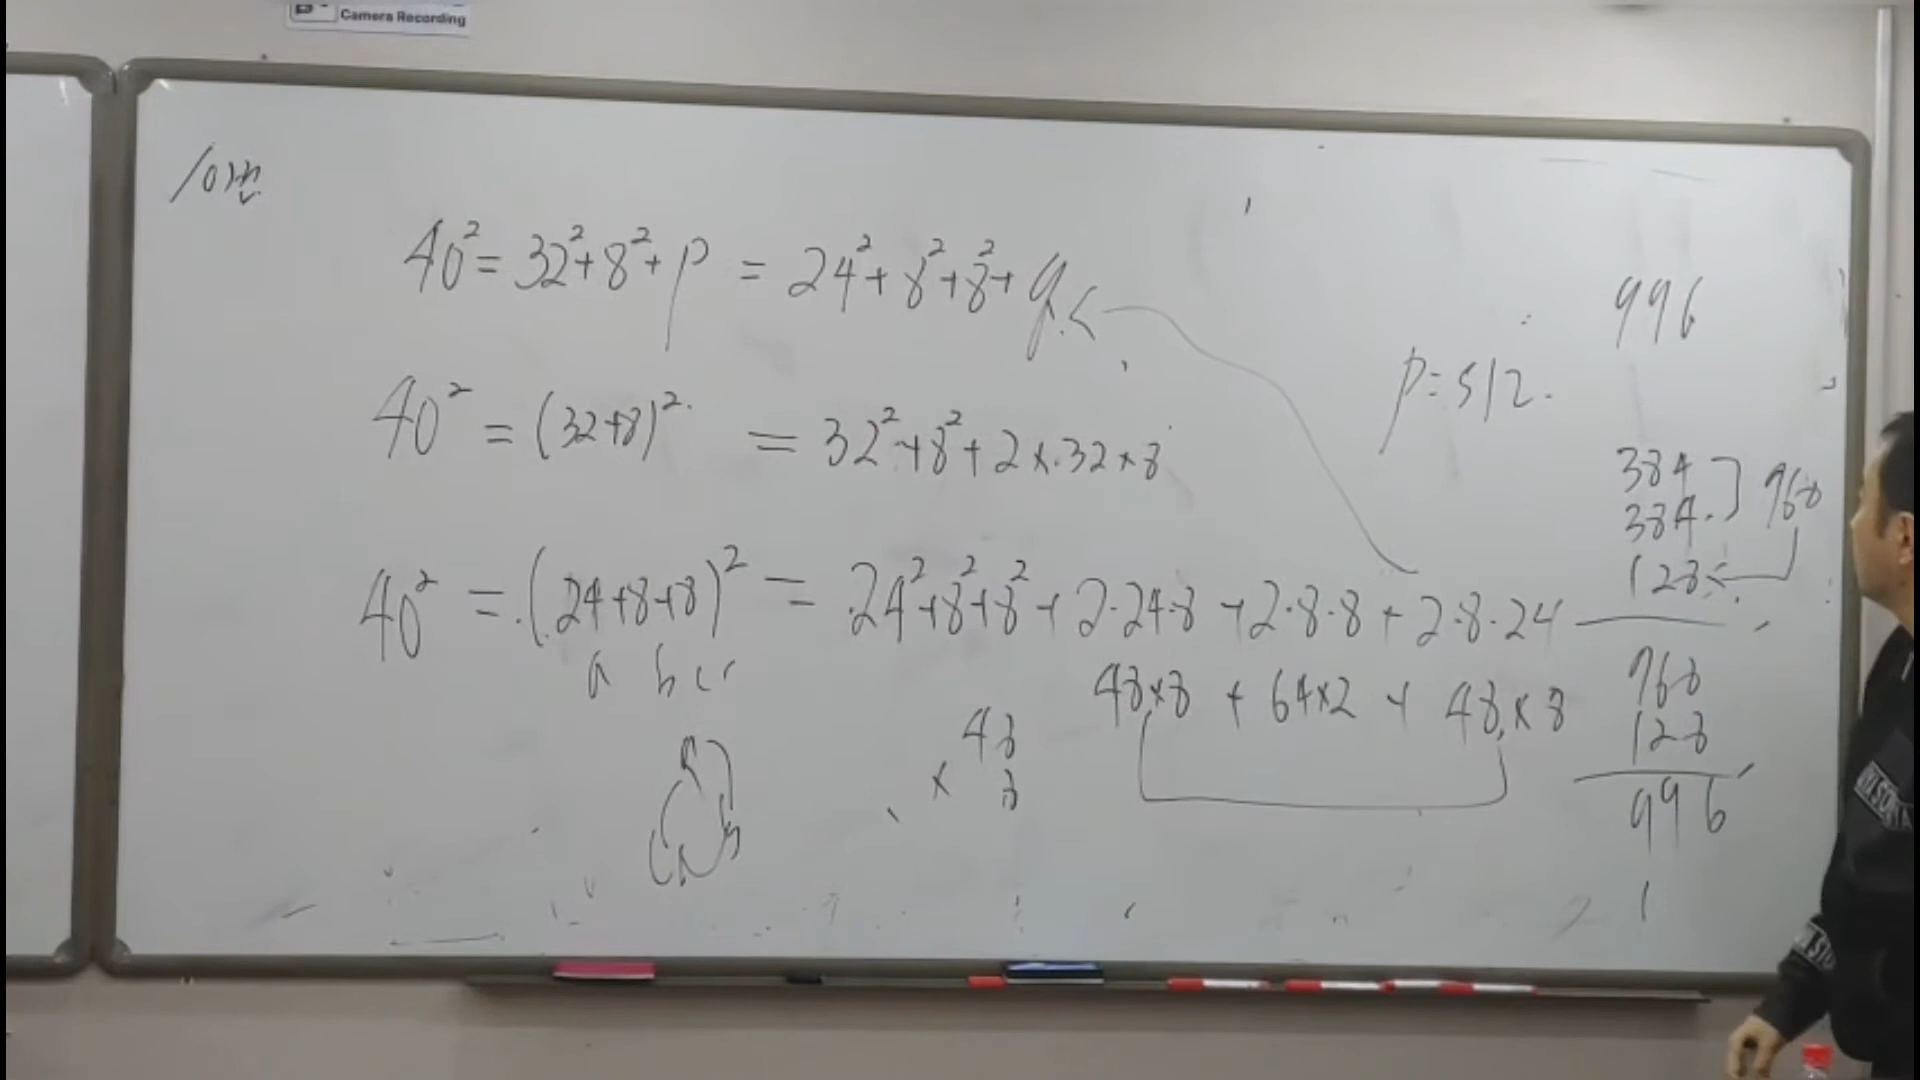 Camera Recording
10번
40² = 32² + 8² + p = 24² + 8² + 8² + q
40² = (32+8)² = 32² + 8² + 2 × 32 × 8
p = 512.
40² = (24+8+8)² = 24² + 8² + 8² + 2·24·8 + 2·8·8 + 2·8·24
a b c
48×8 + 64×2 + 48×8
48
× 8
996
384
384 ] 968
128
968
128
996